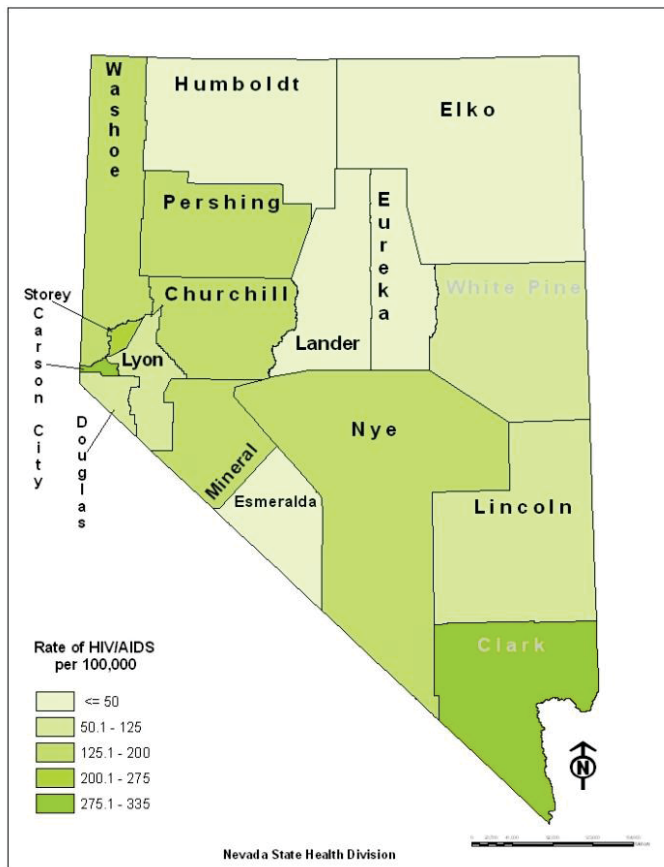 Washoe
Humboldt
Elko
Pershing
Eureka
Churchill
White Pine
Storey
Carson City
Lander
Lyon
Douglas
Nye
Mineral
Esmeralda
Lincoln
Clark
Rate of HIV/AIDS
per 100,000
<= 50
50.1 - 125
125.1 - 200
200.1 - 275
275.1 - 335
N
Nevada State Health Division